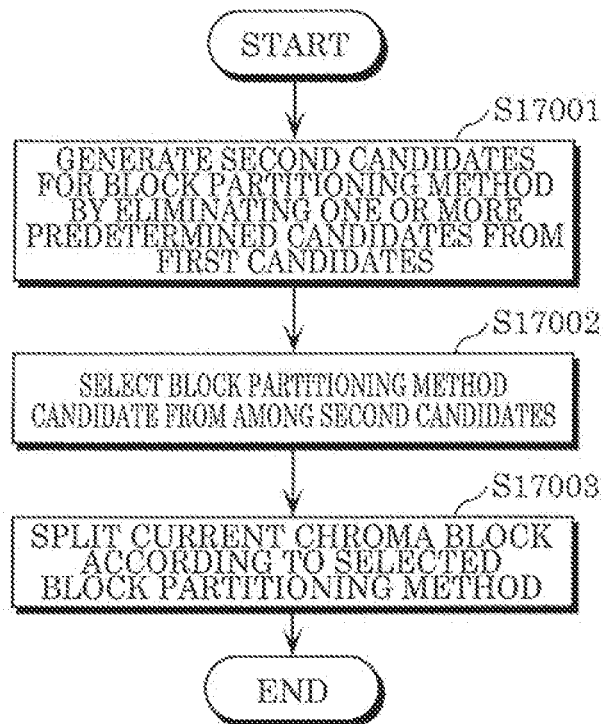 START
S17001
GENERATE SECOND CANDIDATES
FOR BLOCK PARTITIONING METHOD
BY ELIMINATING ONE OR MORE
PREDETERMINED CANDIDATES FROM
FIRST CANDIDATES
S17002
SELECT BLOCK PARTITIONING METHOD
CANDIDATE FROM AMONG SECOND CANDIDATES
S17003
SPLIT CURRENT CHROMA BLOCK
ACCORDING TO SELECTED
BLOCK PARTITIONING METHOD
END